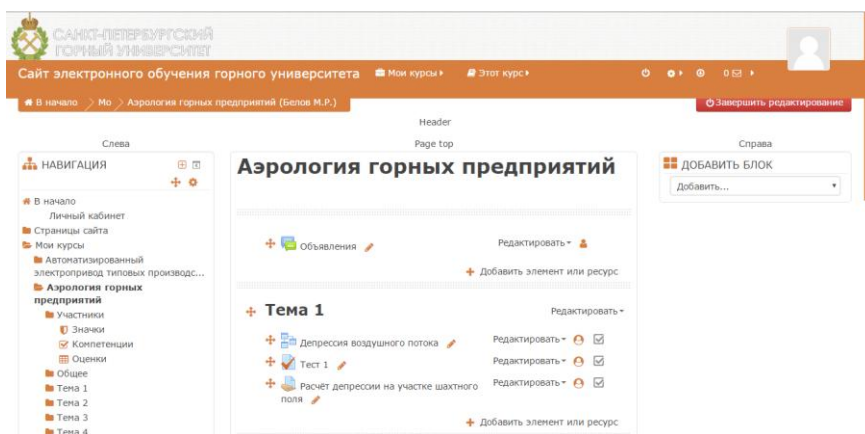 САНКТ-ПЕТЕРБУРГСКИЙ
ГОРНЫЙ УНИВЕРСИТЕТ
Сайт электронного обучения горного университета Мои курсы Этот курс 0
В начало Мо Аэрология горных предприятий (Белов М.Р.) Завершить редактирование
Header
Слева Page top Справа
НАВИГАЦИЯ
В начало
Личный кабинет
Страницы сайта
Мои курсы
Автоматизированный
электропривод типовых производс...
Аэрология горных
предприятий
Участники
Значки
Компетенции
Оценки
Общее
Тема 1
Тема 2
Тема 3
Тема 4
Аэрология горных предприятий
Объявления Редактировать
Добавить элемент или ресурс
Тема 1 Редактировать
Депрессия воздушного потока Редактировать
Тест 1 Редактировать
Расчёт депрессии на участке шахтного Редактировать
поля
Добавить элемент или ресурс
ДОБАВИТЬ БЛОК
Добавить...